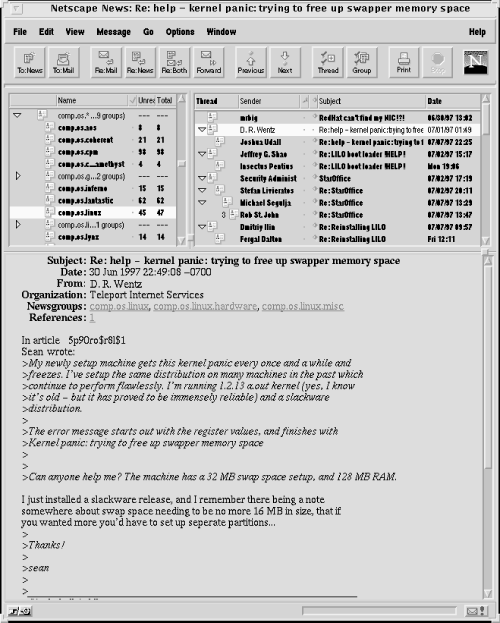 Netscape News: Re: help – kernel panic: trying to free up swapper memory space
File Edit View Message Go Options Window Help
To:News To:Mail Re:Mail Re:News Re:Both Forward Previous Next Thread Group Print Stop N
Name Unrea Total
comp.os.* ...9 groups) --- ---
comp.os.aos 8 8
comp.os.coherent 21 21
comp.os.cpm 98 98
comp.os.c...amethyst 4 4
comp.os.g...2 groups) --- ---
comp.os.inferno 15 15
comp.os.lantastic 62 62
comp.os.linux 45 47
comp.os.li...1 groups) --- ---
comp.os.lynx 14 14
Thread Sender Subject Date
mrbig RedHat can't find my NIC!?! 06/30/97 13:02
D. R. Wentz Re: help – kernel panic: trying to free 07/01/97 01:49
Joshua Udall Re: help – kernel panic: trying to f 07/07/97 22:25
Jeffrey G. Shao Re: LILO boot loader !HELP! 07/02/97 15:17
Insectus Pentius Re: LILO boot loader !HELP! Mon 19:06
Security Administ StarOffice 07/02/97 17:19
Stefan Livieratos Re: StarOffice 07/07/97 20:11
Michael Segulja Re: StarOffice 07/07/97 13:29
3 Rob St. John Re: StarOffice 07/07/97 13:47
Dmitriy Ilin Re: Reinstalling LILO 07/07/97 09:53
Fergal Dalton Re: Reinstalling LILO Fri 12:11
Subject: Re: help – kernel panic: trying to free up swapper memory space
Date: 30 Jun 1997 22:49:08 –0700
From: D. R. Wentz
Organization: Teleport Internet Services
Newsgroups: comp.os.linux, comp.os.linux.hardware, comp.os.linux.misc
References: 1
In article 5p90ro$r8l$1
Sean wrote:
>My newly setup machine gets this kernel panic every once and a while and
>freezes. I've setup the same distribution on many machines in the past which
>continue to perform flawlessly. I'm running 1.2.13 a.out kernel (yes, I know
>it's old – but it has proved to be immensely reliable) and a slackware
>distribution.
>
>The error message starts out with the register values, and finishes with
>Kernel panic: trying to free up swapper memory space
>
>
>Can anyone help me? The machine has a 32 MB swap space setup, and 128 MB RAM.
I just installed a slackware release, and I remember there being a note
somewhere about swap space needing to be no more 16 MB in size, that if
you wanted more you'd have to set up seperate partitions...
>
>Thanks!
>
>sean
>
>